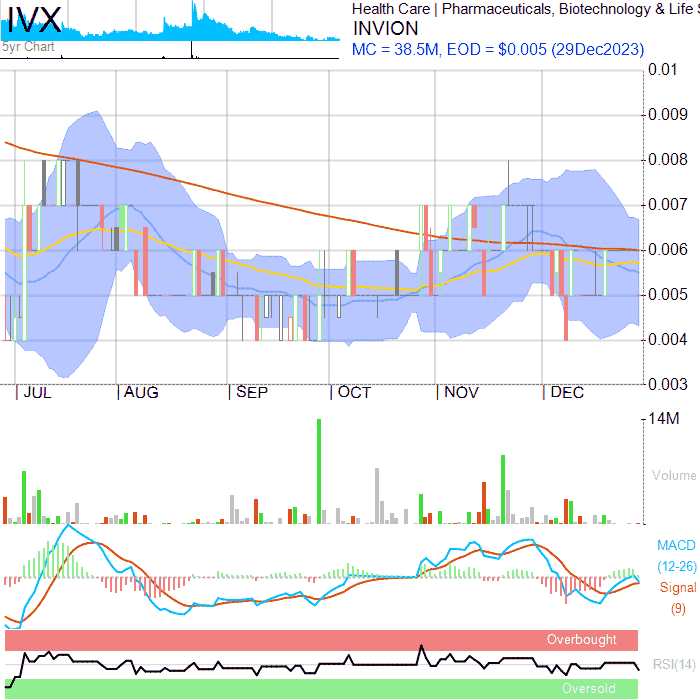 IVX
5yr Chart
Health Care | Pharmaceuticals, Biotechnology & Life S
INVION
MC = 38.5M, EOD = $0.005 (29Dec2023)
0.01
0.009
0.008
0.007
0.006
0.005
0.004
0.003
JUL AUG SEP OCT NOV DEC
14M
Volume
MACD
(12-26)
Signal
(9)
Overbought
RSI(14)
Oversold